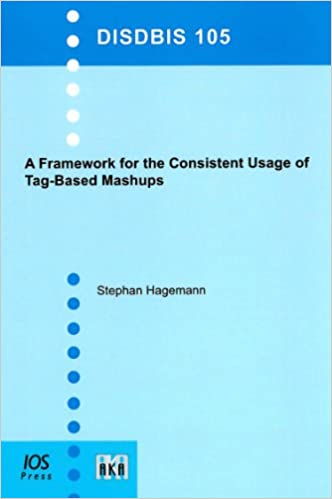 DISDBIS 105
A Framework for the Consistent Usage of
Tag-Based Mashups
Stephan Hagemann
IOS
Press
AKA